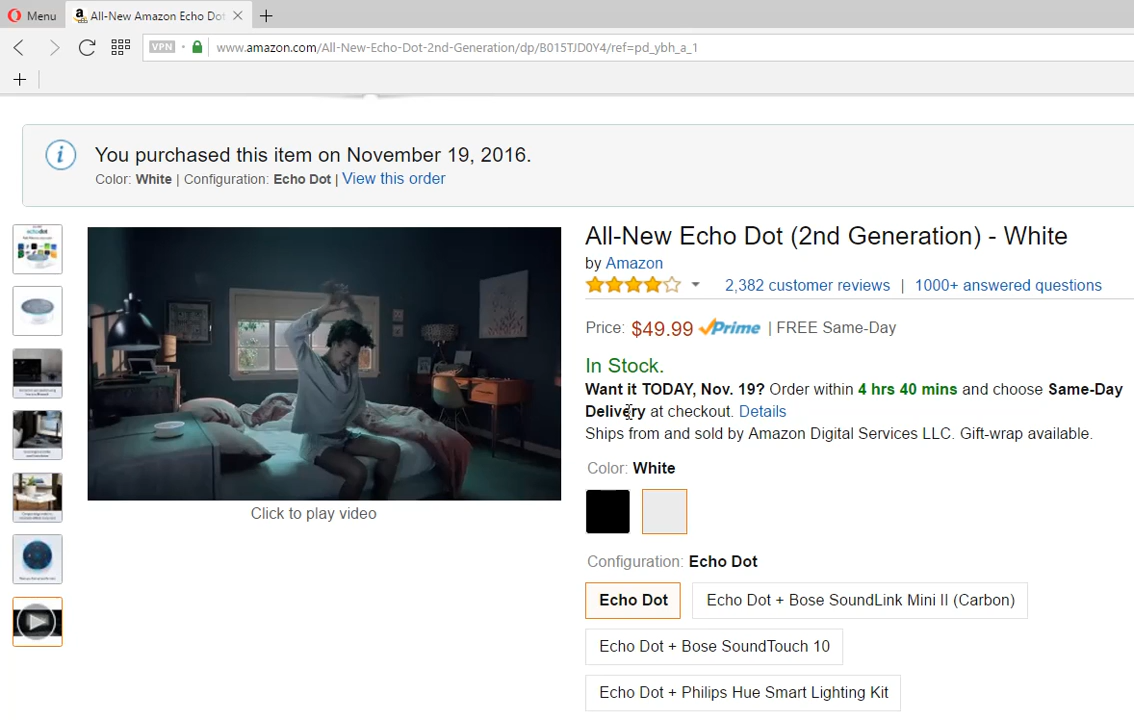 Menu
All-New Amazon Echo Dot
VPN
www.amazon.com/All-New-Echo-Dot-2nd-Generation/dp/B015TJD0Y4/ref=pd_ybh_a_1
You purchased this item on November 19, 2016.
Color: White | Configuration: Echo Dot | View this order
All-New Echo Dot (2nd Generation) - White
by Amazon
2,382 customer reviews | 1000+ answered questions
Price: $49.99 Prime | FREE Same-Day
In Stock.
Want it TODAY, Nov. 19? Order within 4 hrs 40 mins and choose Same-Day
Delivery at checkout. Details
Ships from and sold by Amazon Digital Services LLC. Gift-wrap available.
Color: White
Click to play video
Configuration: Echo Dot
Echo Dot
Echo Dot + Bose SoundLink Mini II (Carbon)
Echo Dot + Bose SoundTouch 10
Echo Dot + Philips Hue Smart Lighting Kit